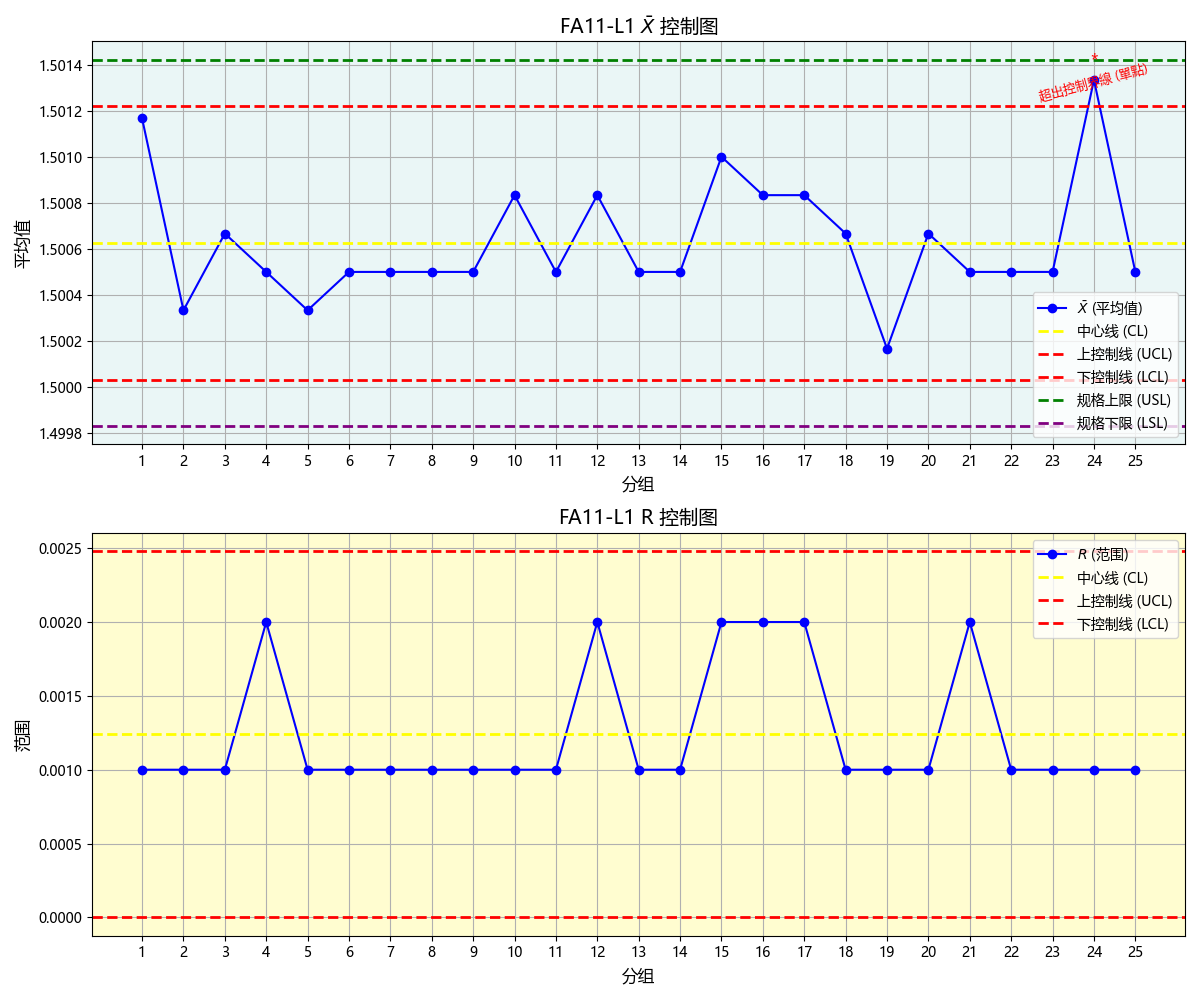 FA11-L1 X̄ 控制图
平均值
1.5014
1.5012
1.5010
1.5008
1.5006
1.5004
1.5002
1.5000
1.4998
*
超出控制界線 (單點)
X̄ (平均值)
中心线 (CL)
上控制线 (UCL)
下控制线 (LCL)
规格上限 (USL)
规格下限 (LSL)
1 2 3 4 5 6 7 8 9 10 11 12 13 14 15 16 17 18 19 20 21 22 23 24 25
分组
FA11-L1 R 控制图
范围
0.0025
0.0020
0.0015
0.0010
0.0005
0.0000
R (范围)
中心线 (CL)
上控制线 (UCL)
下控制线 (LCL)
1 2 3 4 5 6 7 8 9 10 11 12 13 14 15 16 17 18 19 20 21 22 23 24 25
分组